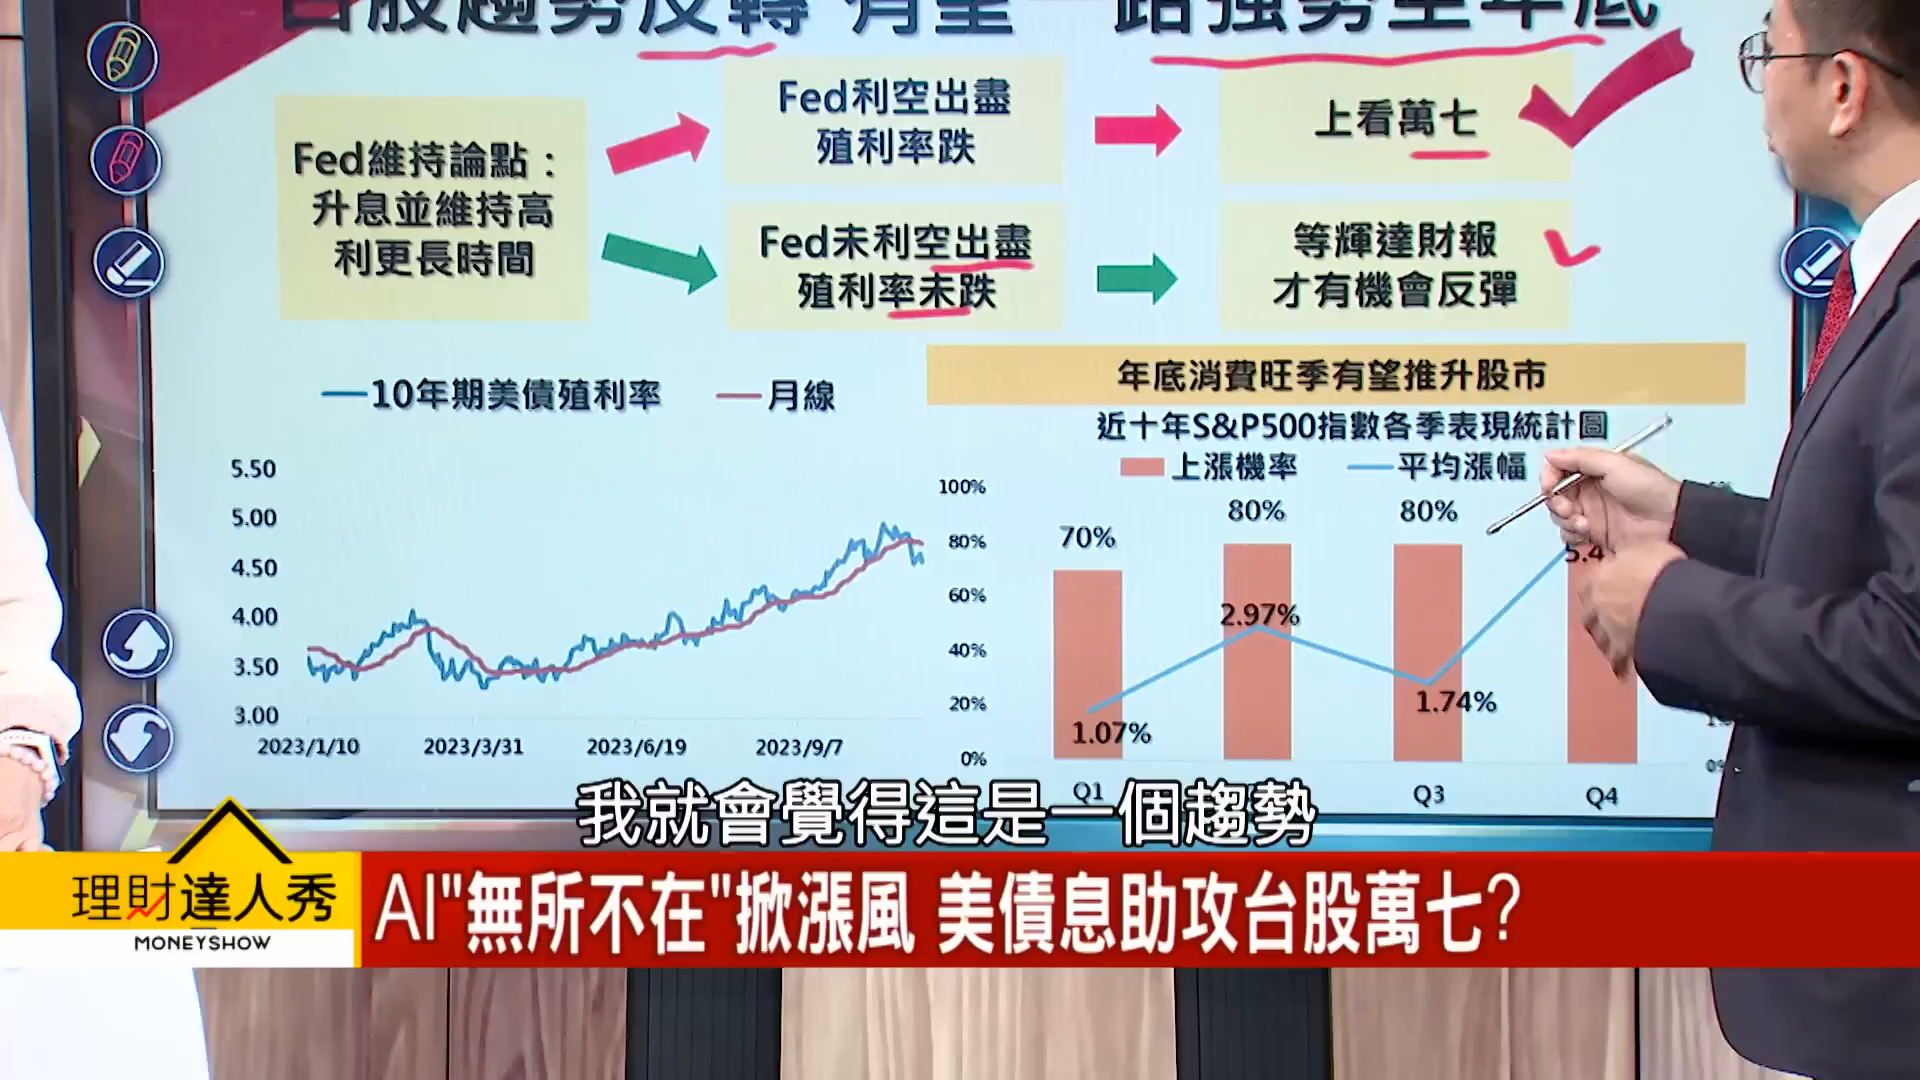 台股趨勢反轉 有望一路強勢至年底
Fed維持論點：
升息並維持高
利更長時間
Fed利空出盡
殖利率跌
上看萬七
Fed未利空出盡
殖利率未跌
等輝達財報
才有機會反彈
10年期美債殖利率
月線
5.50
5.00
4.50
4.00
3.50
3.00
2023/1/10
2023/3/31
2023/6/19
2023/9/7
年底消費旺季有望推升股市
近十年S&P500指數各季表現統計圖
上漲機率
平均漲幅
100%
80%
60%
40%
20%
0%
70%
80%
80%
1.07%
2.97%
1.74%
5.4
Q1
Q3
Q4
我就會覺得這是一個趨勢
理財達人秀
MONEYSHOW
AI"無所不在"掀漲風 美債息助攻台股萬七?